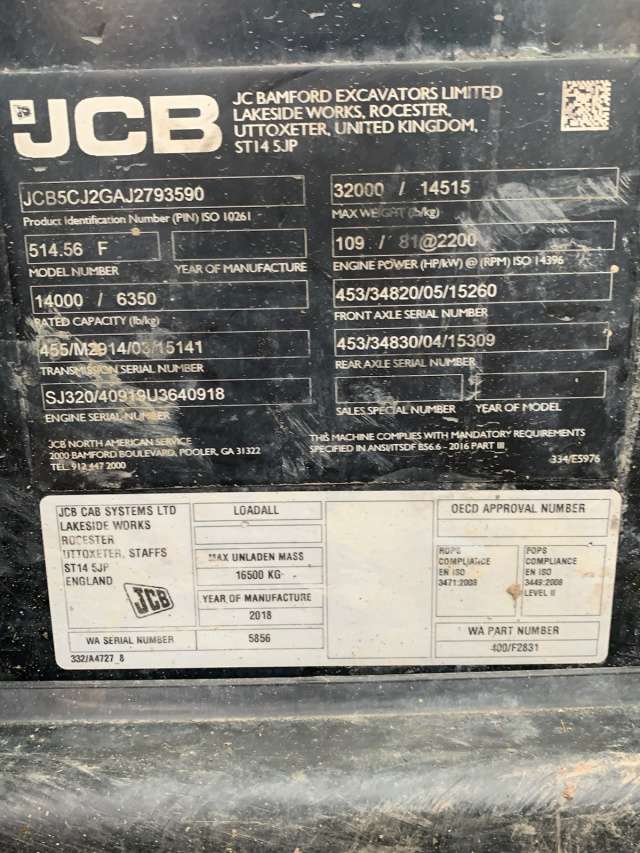 JCB
JC BAMFORD EXCAVATORS LIMITED
LAKESIDE WORKS, ROCESTER,
UTTOXETER, UNITED KINGDOM,
ST14 5JP
JCB5CJ2GAJ2793590
Product Identification Number (PIN) ISO 10261
32000 / 14515
MAX WEIGHT (lb/kg)
514.56 F
MODEL NUMBER
YEAR OF MANUFACTURE
109 / 81@2200
ENGINE POWER (HP/kW) @ (RPM) ISO 14396
14000 / 6350
RATED CAPACITY (lb/kg)
453/34820/05/15260
FRONT AXLE SERIAL NUMBER
455/M2914/03/15141
TRANSMISSION SERIAL NUMBER
453/34830/04/15309
REAR AXLE SERIAL NUMBER
SJ320/40919U3640918
ENGINE SERIAL NUMBER
SALES SPECIAL NUMBER
YEAR OF MODEL
JCB NORTH AMERICAN SERVICE
2000 BAMFORD BOULEVARD, POOLER, GA 31322
TEL. 912 447 2000
THIS MACHINE COMPLIES WITH MANDATORY REQUIREMENTS
SPECIFIED IN ANSI/ITSDF B56.6 - 2016 PART III
334/E5976
JCB CAB SYSTEMS LTD
LAKESIDE WORKS
ROCESTER
UTTOXETER, STAFFS
ST14 5JP
ENGLAND
JCB
WA SERIAL NUMBER
332/A4727_8
LOADALL
MAX UNLADEN MASS
16500 KG
YEAR OF MANUFACTURE
2018
5856
OECD APPROVAL NUMBER
ROPS
COMPLIANCE
EN ISO
3471:2008
FOPS
COMPLIANCE
EN ISO
3449:2008
LEVEL II
WA PART NUMBER
400/F2831